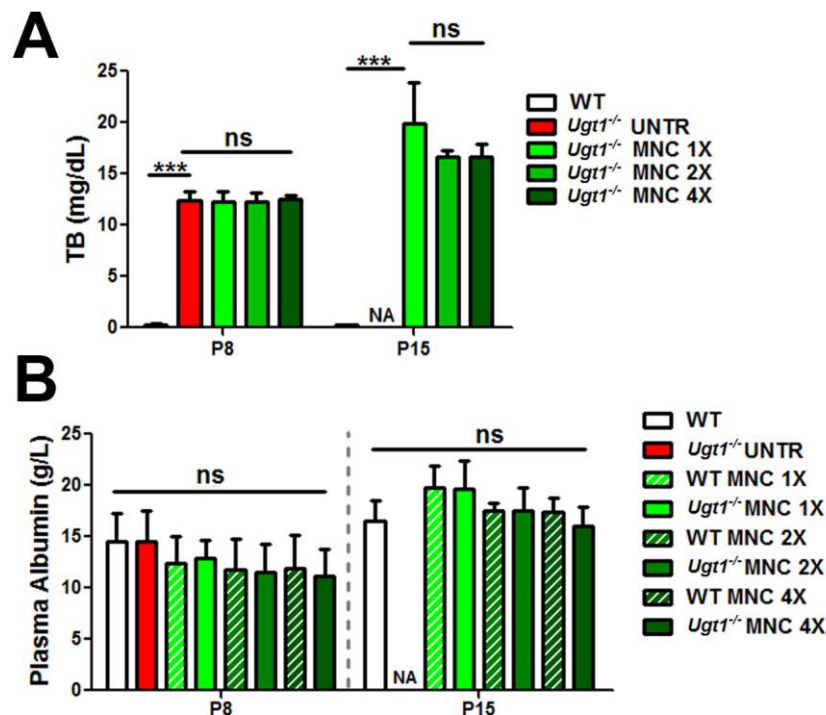 A
TB (mg/dL)
25
20
15
10
5
0
***
ns
***
ns
NA
P8
P15
WT
Ugt1-/- UNTR
Ugt1-/- MNC 1X
Ugt1-/- MNC 2X
Ugt1-/- MNC 4X
B
Plasma Albumin (g/L)
25
20
15
10
5
0
ns
ns
NA
P8
P15
WT
Ugt1-/- UNTR
WT MNC 1X
Ugt1-/- MNC 1X
WT MNC 2X
Ugt1-/- MNC 2X
WT MNC 4X
Ugt1-/- MNC 4X